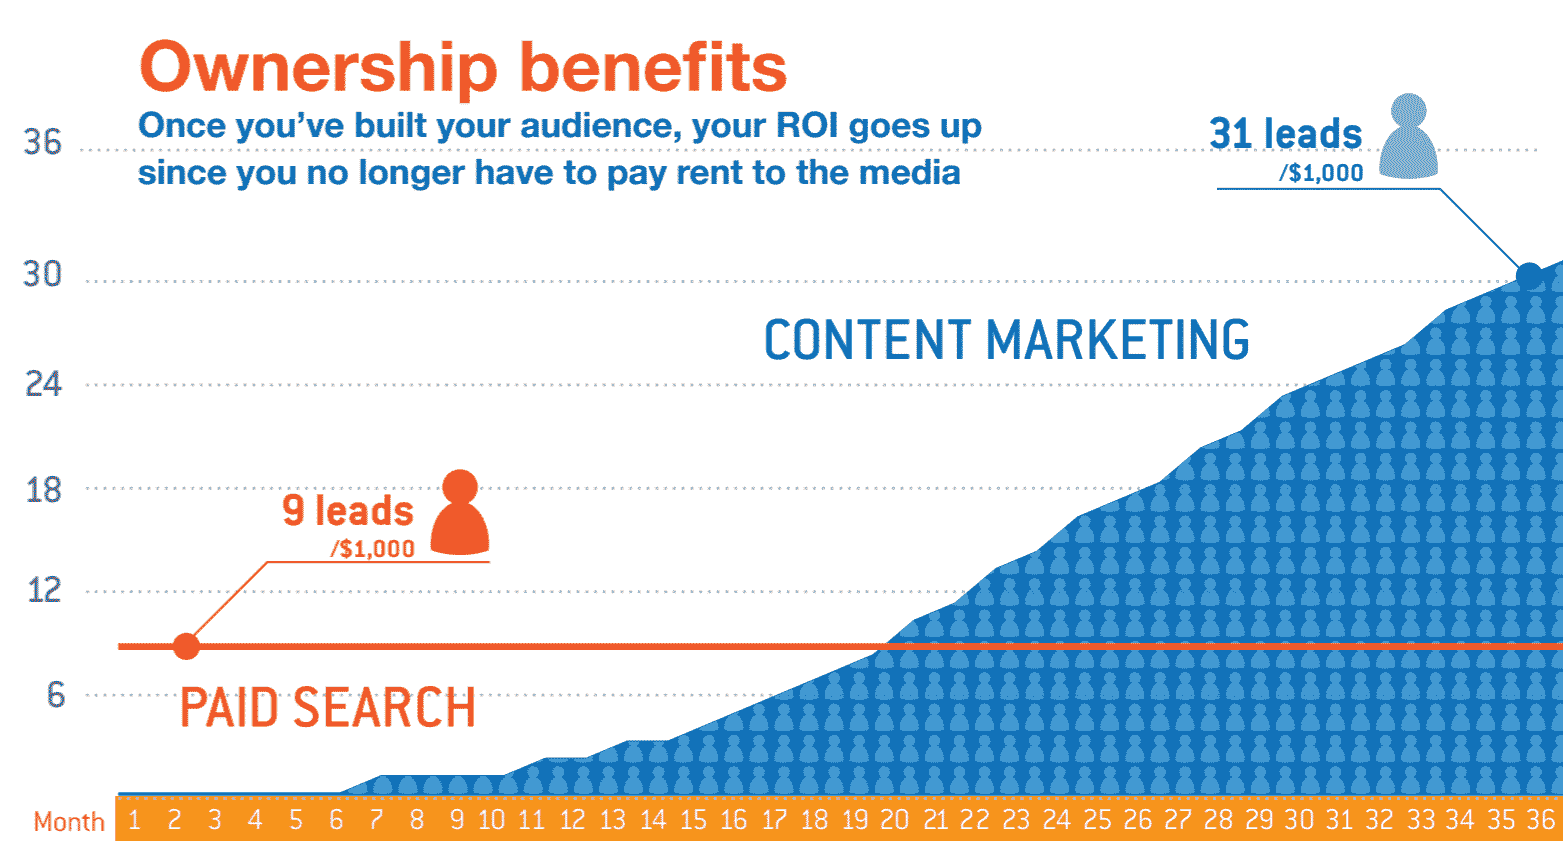 Ownership benefits
Once you've built your audience, your ROI goes up
since you no longer have to pay rent to the media
36
31 leads
/$1,000
30
CONTENT MARKETING
24
18
9 leads
/$1,000
12
6
PAID SEARCH
Month 1 2 3 4 5 6 7 8 9 10 11 12 13 14 15 16 17 18 19 20 21 22 23 24 25 26 27 28 29 30 31 32 33 34 35 36